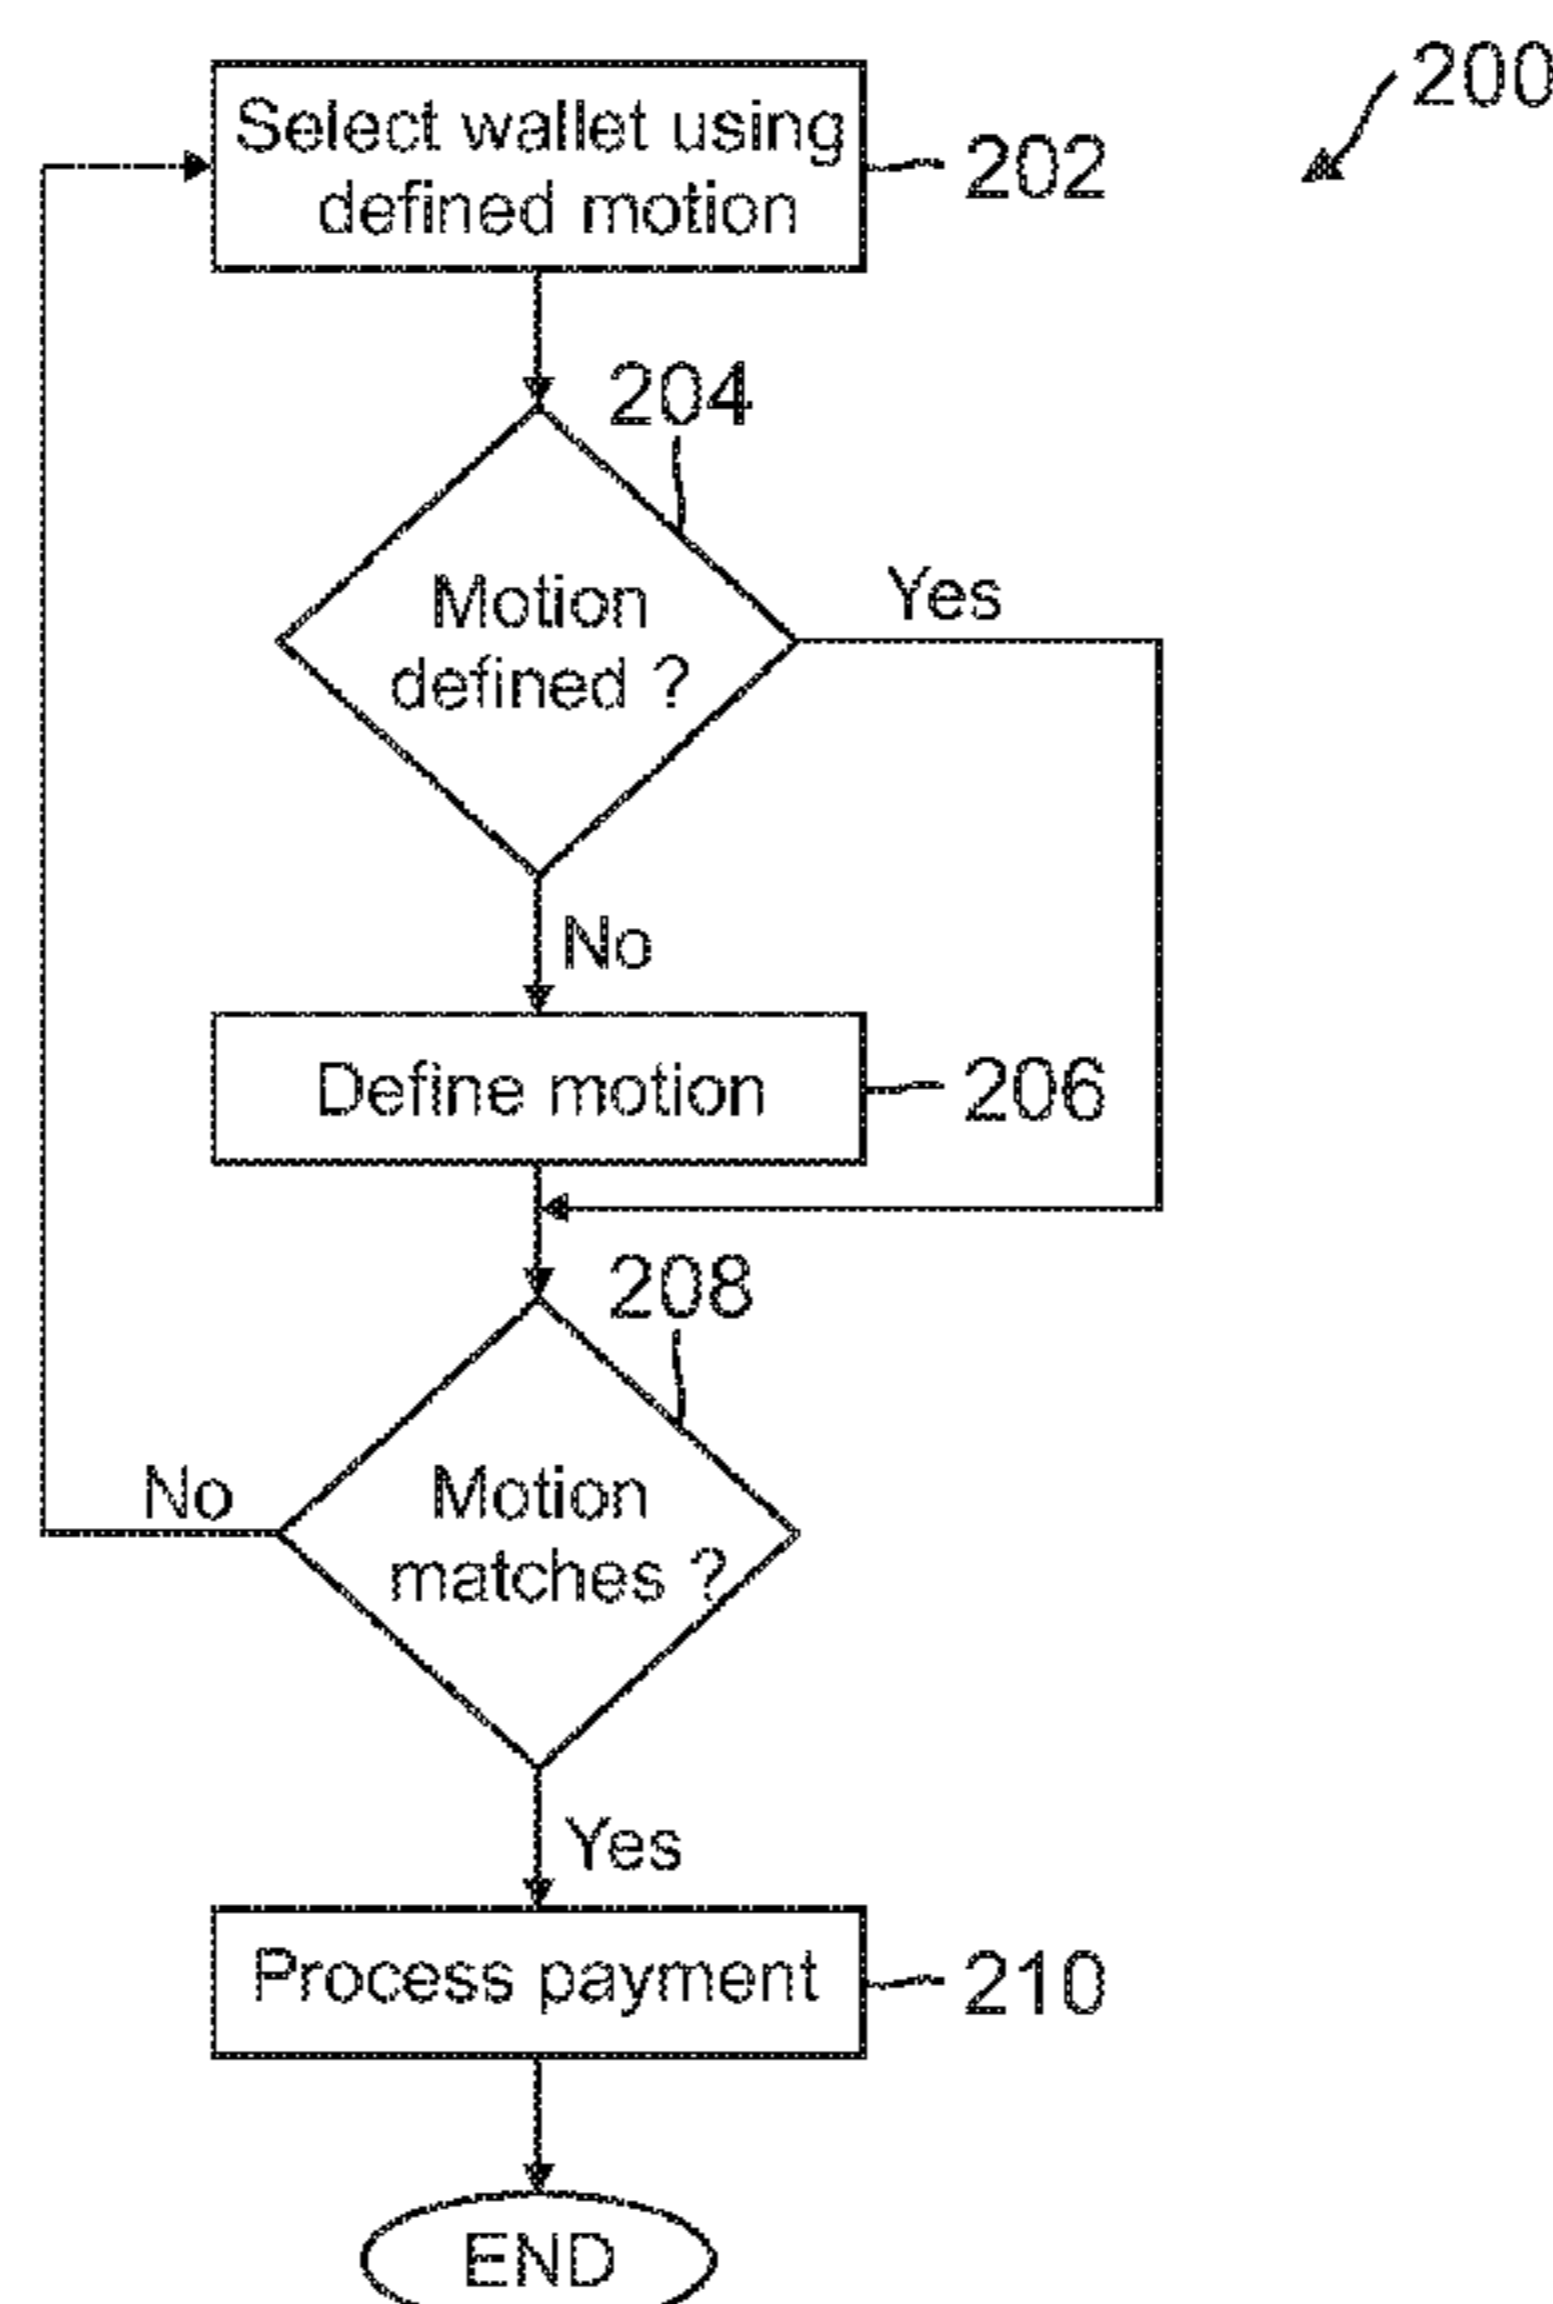 200
Select wallet using
defined motion
202
204
Motion
defined ?
Yes
No
Define motion
206
208
Motion
matches ?
No
Yes
Process payment
210
END